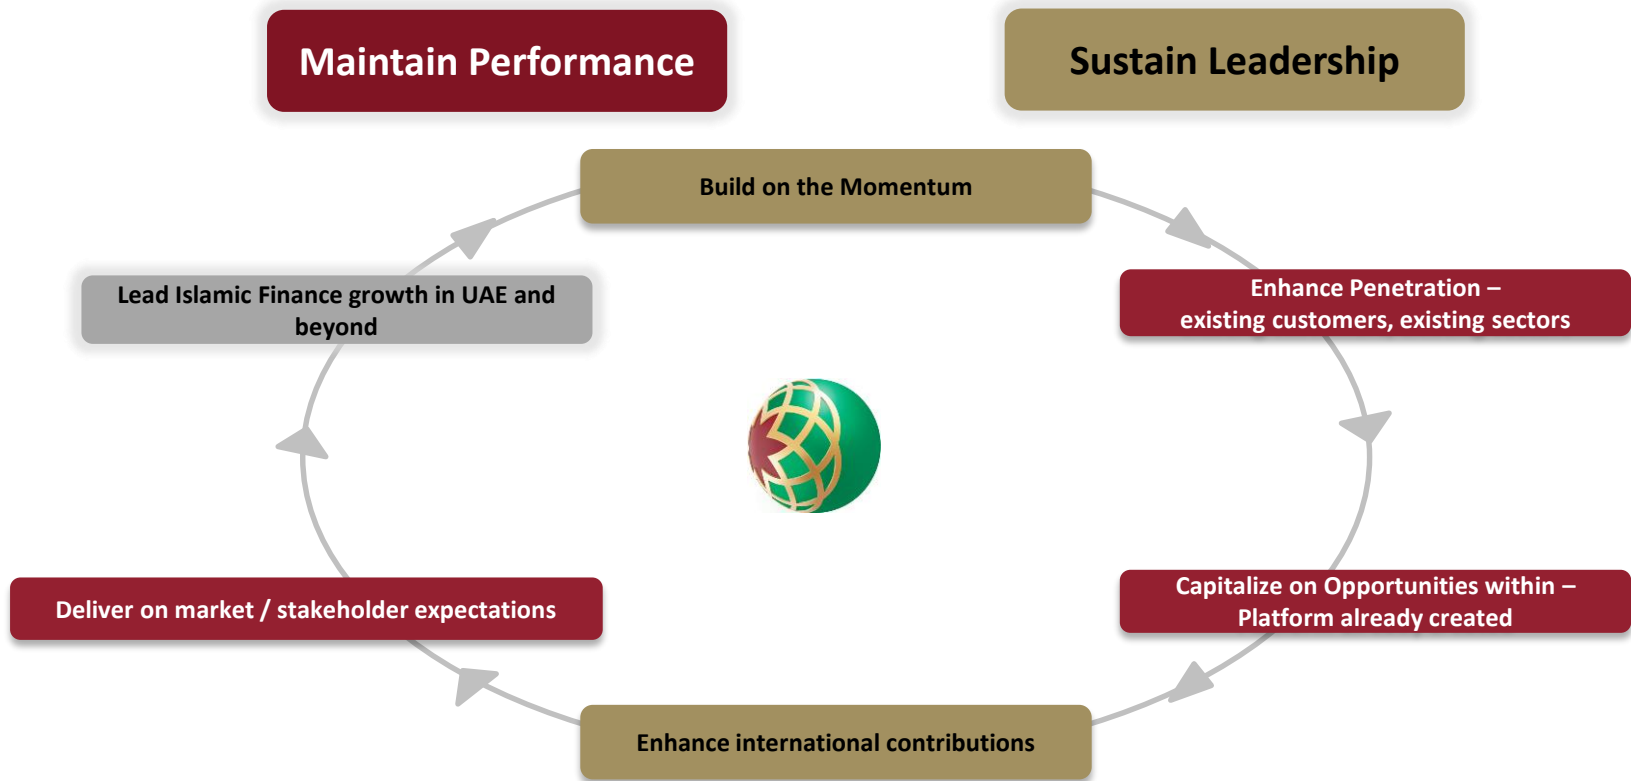 Maintain Performance
Sustain Leadership
Build on the Momentum
Enhance Penetration –
existing customers, existing sectors
Capitalize on Opportunities within –
Platform already created
Enhance international contributions
Deliver on market / stakeholder expectations
Lead Islamic Finance growth in UAE and
beyond